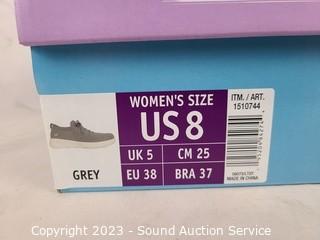 WOMEN'S SIZE
US 8
UK 5
CM 25
EU 38
BRA 37
GREY
ITM. / ART.
1510744
MADE IN CHINA
Copyright - 2023 - Sound Auction Service